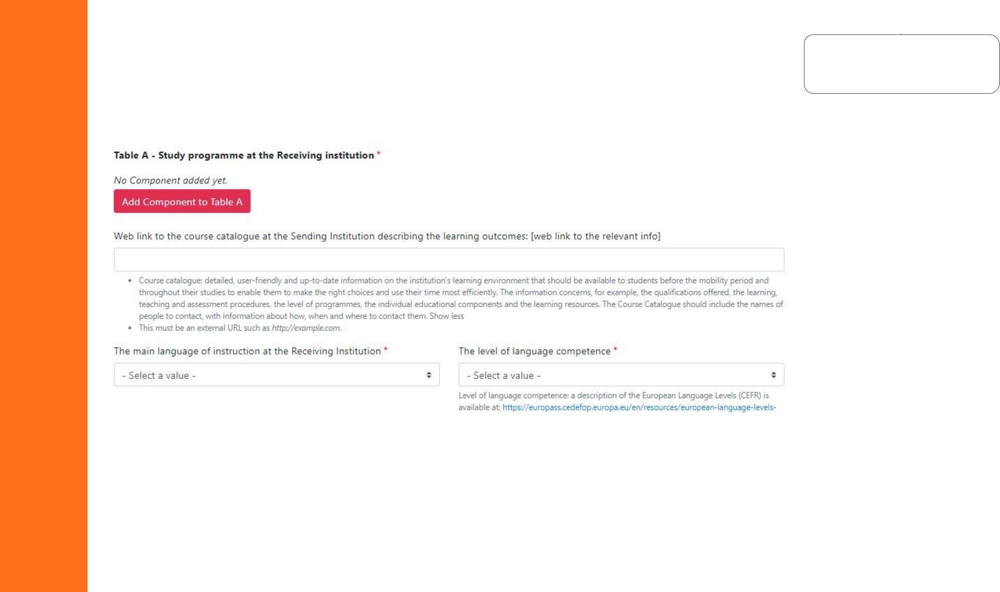 Table A - Study programme at the Receiving institution *
No Component added yet.
Add Component to Table A
Web link to the course catalogue at the Sending Institution describing the learning outcomes: [web link to the relevant info]
• Course catalogue: detailed, user-friendly and up-to-date information on the institution's learning environment that should be available to students before the mobility period and
throughout their studies to enable them to make the right choices and use their time most efficiently. The information concerns, for example, the qualifications offered, the learning,
teaching and assessment procedures, the level of programmes, the individual educational components and the learning resources. The Course Catalogue should include the names of
people to contact, with information about how, when and where to contact them. Show less
• This must be an external URL such as http://example.com.
The main language of instruction at the Receiving Institution *
- Select a value -
The level of language competence *
- Select a value -
Level of language competence: a description of the European Language Levels (CEFR) is
available at: https://europass.cedefop.europa.eu/en/resources/european-language-levels-